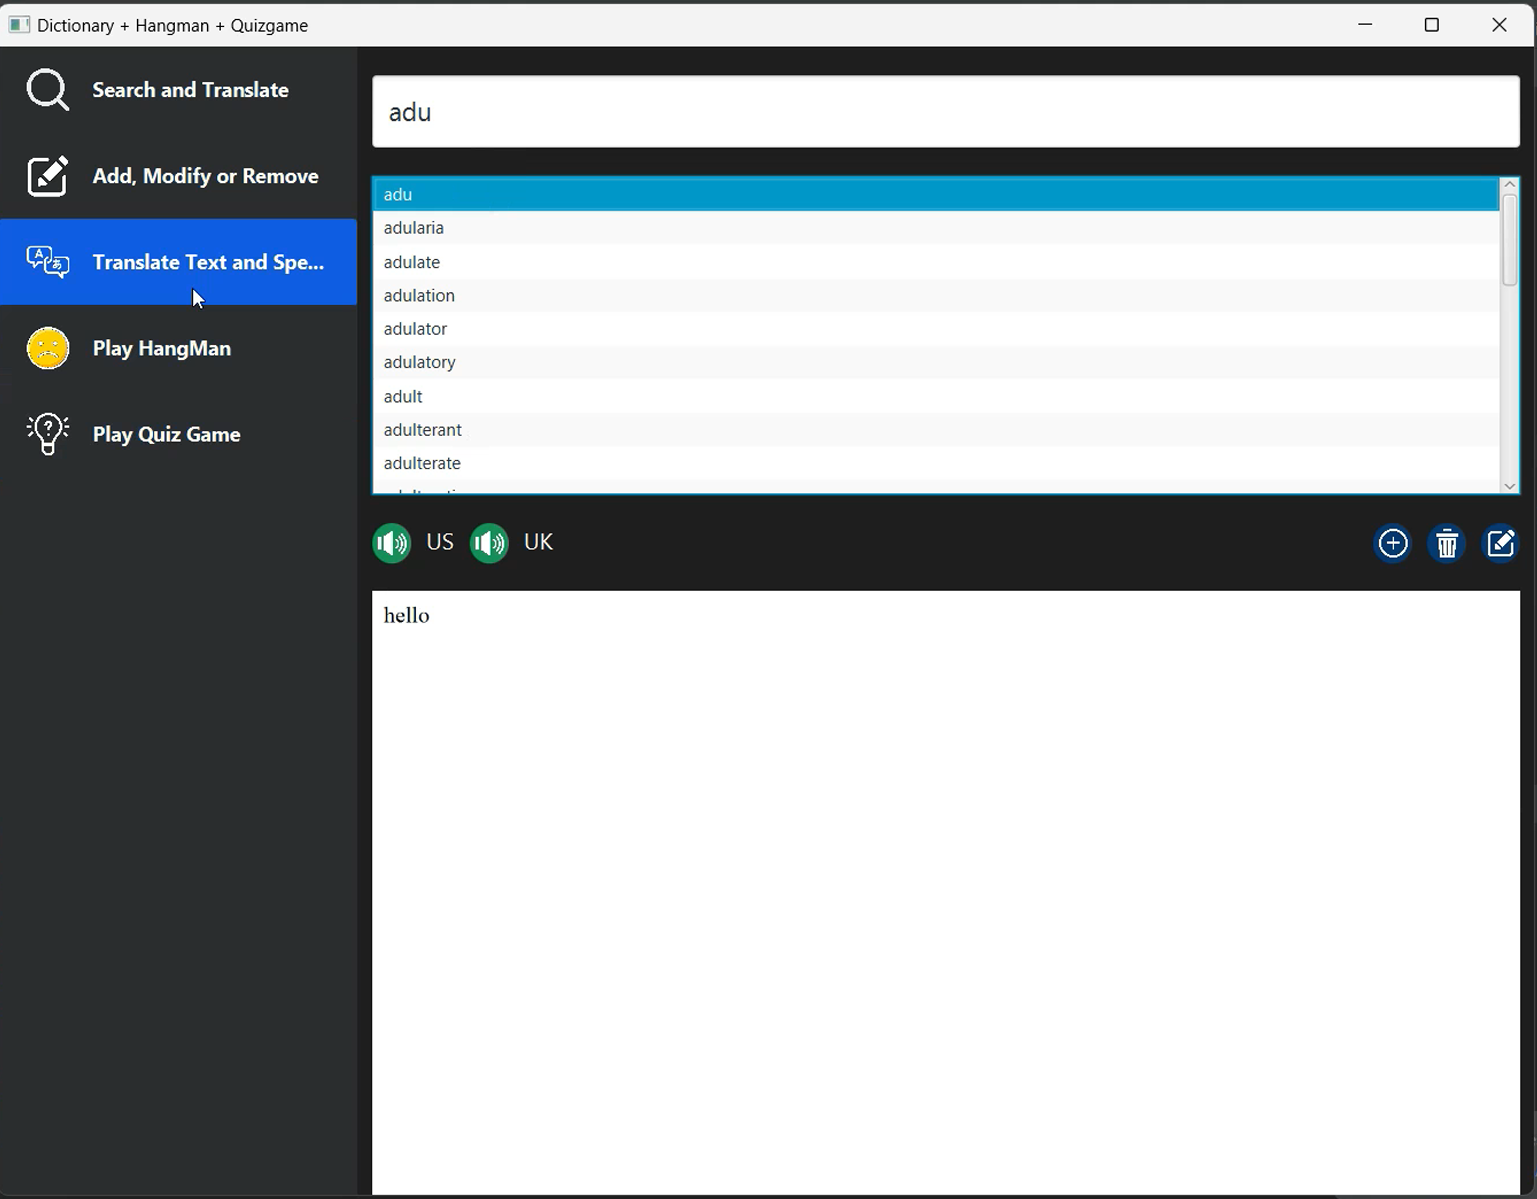 Dictionary + Hangman + Quizgame
Search and Translate
Add, Modify or Remove
Translate Text and Spe...
Play HangMan
Play Quiz Game
adu
adu
adularia
adulate
adulation
adulator
adulatory
adult
adulterant
adulterate
US
UK
hello